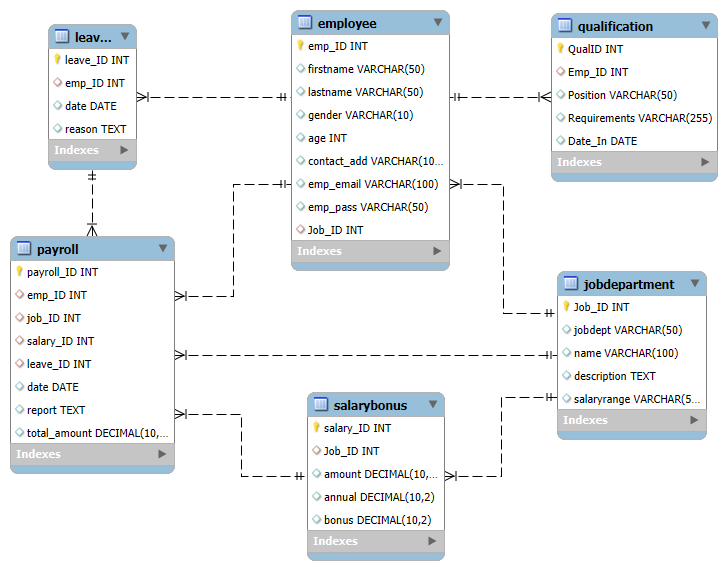 leav...
leave_ID INT
emp_ID INT
date DATE
reason TEXT
Indexes
employee
emp_ID INT
firstname VARCHAR(50)
lastname VARCHAR(50)
gender VARCHAR(10)
age INT
contact_add VARCHAR(10...
emp_email VARCHAR(100)
emp_pass VARCHAR(50)
Job_ID INT
Indexes
qualification
QualID INT
Emp_ID INT
Position VARCHAR(50)
Requirements VARCHAR(255)
Date_In DATE
Indexes
payroll
payroll_ID INT
emp_ID INT
job_ID INT
salary_ID INT
leave_ID INT
date DATE
report TEXT
total_amount DECIMAL(10,...
Indexes
jobdepartment
Job_ID INT
jobdept VARCHAR(50)
name VARCHAR(100)
description TEXT
salaryrange VARCHAR(5...
Indexes
salarybonus
salary_ID INT
Job_ID INT
amount DECIMAL(10,...
annual DECIMAL(10,2)
bonus DECIMAL(10,2)
Indexes